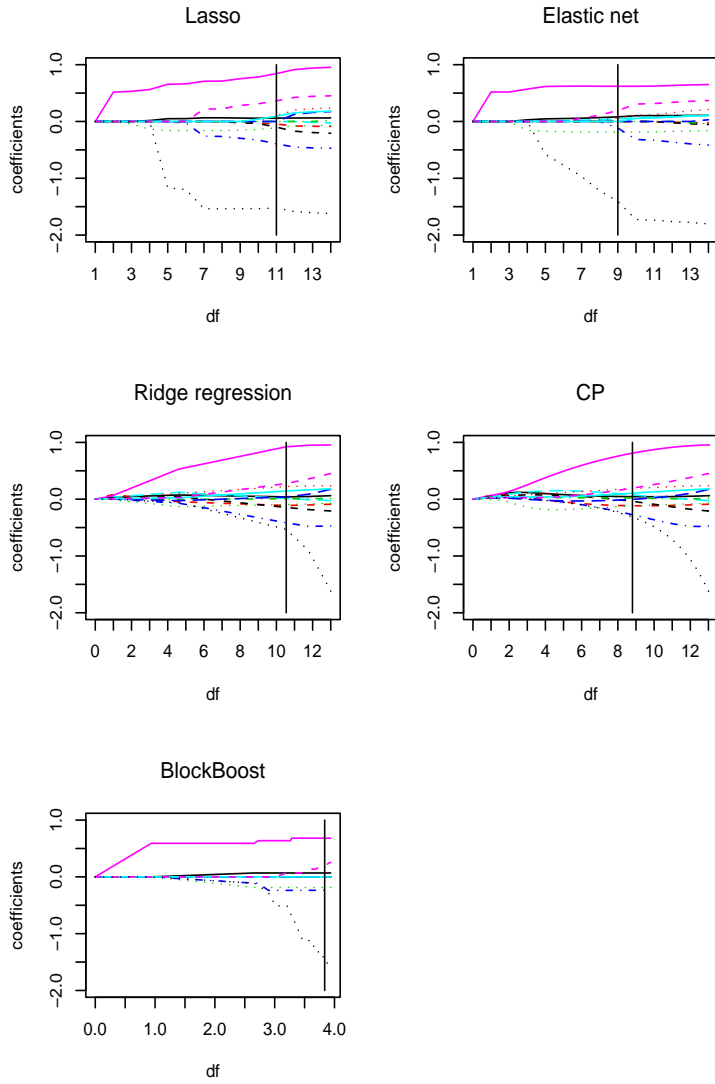 Lasso
coefficients
1.0
0.0
−1.0
−2.0
1 3 5 7 9 11 13
df
Elastic net
coefficients
1.0
0.0
−1.0
−2.0
1 3 5 7 9 11 13
df
Ridge regression
coefficients
1.0
0.0
−1.0
−2.0
0 2 4 6 8 10 12
df
CP
coefficients
1.0
0.0
−1.0
−2.0
0 2 4 6 8 10 12
df
BlockBoost
coefficients
1.0
0.0
−1.0
−2.0
0.0 1.0 2.0 3.0 4.0
df